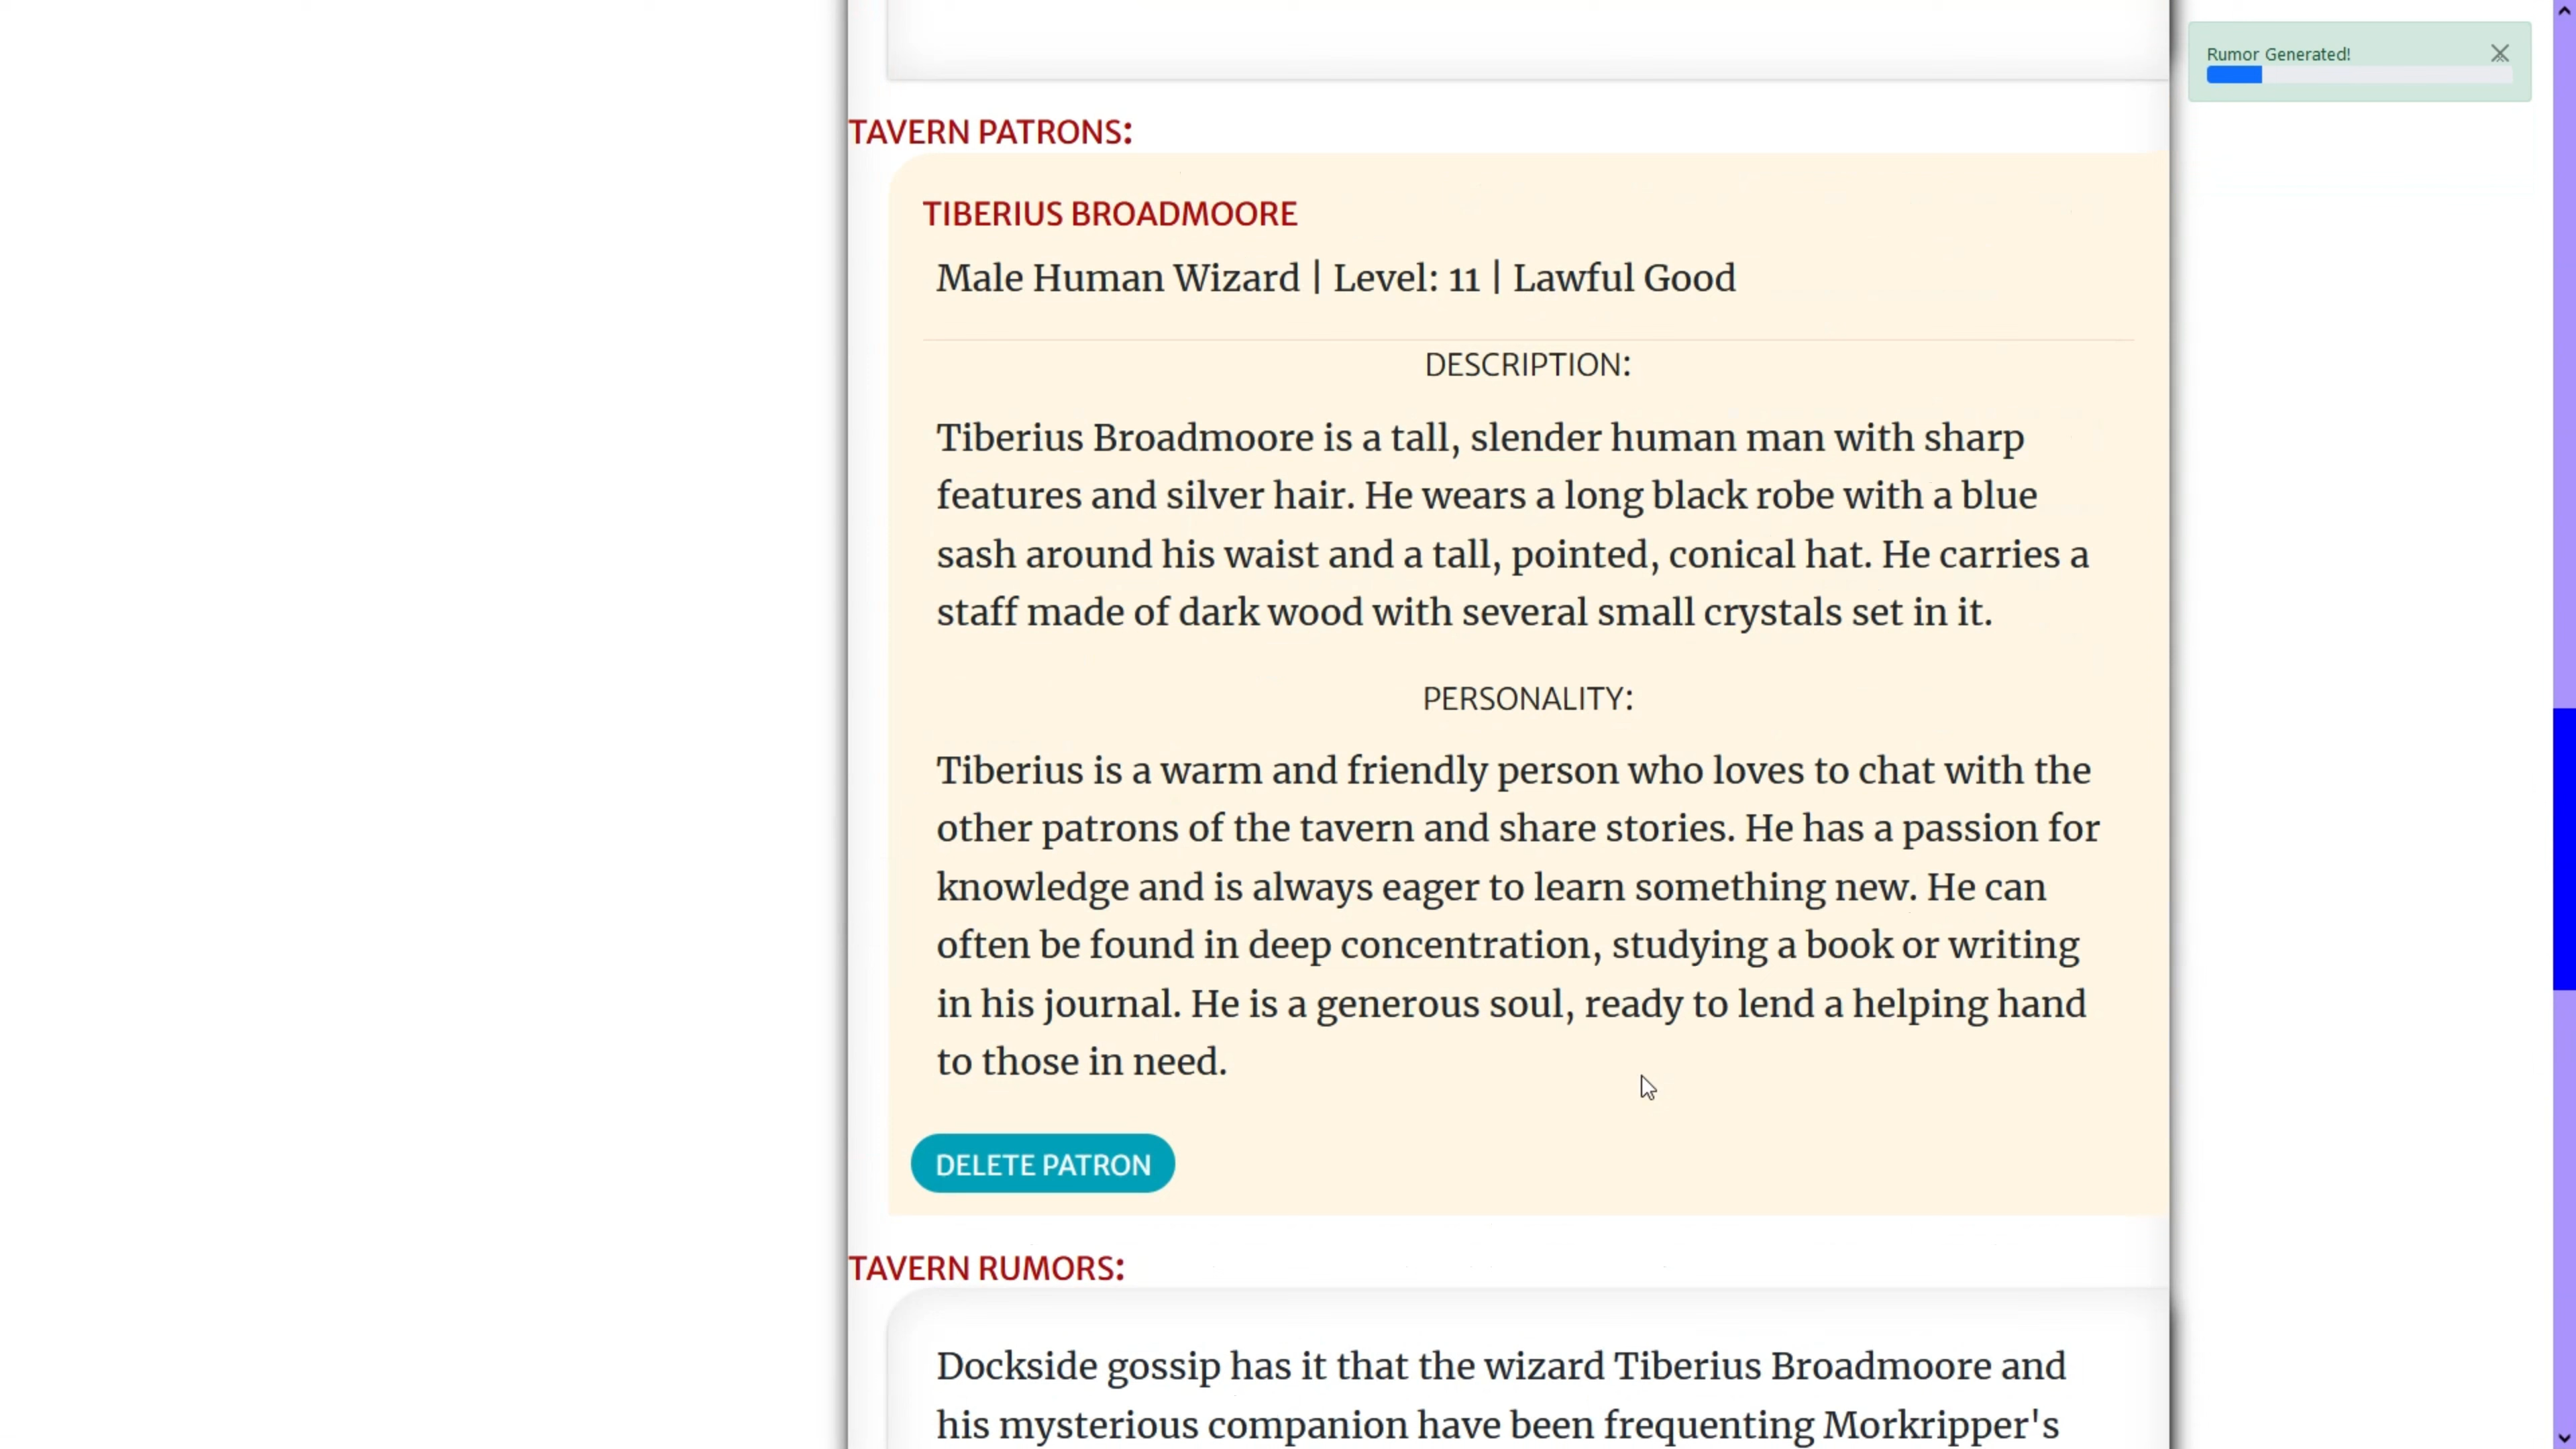 Rumor Generated!
TAVERN PATRONS:
TIBERIUS BROADMOORE
Male Human Wizard | Level: 11 | Lawful Good
DESCRIPTION:
Tiberius Broadmoore is a tall, slender human man with sharp
features and silver hair. He wears a long black robe with a blue
sash around his waist and a tall, pointed, conical hat. He carries a
staff made of dark wood with several small crystals set in it.
PERSONALITY:
Tiberius is a warm and friendly person who loves to chat with the
other patrons of the tavern and share stories. He has a passion for
knowledge and is always eager to learn something new. He can
often be found in deep concentration, studying a book or writing
in his journal. He is a generous soul, ready to lend a helping hand
to those in need.
DELETE PATRON
TAVERN RUMORS:
Dockside gossip has it that the wizard Tiberius Broadmoore and
his mysterious companion have been frequenting Morkripper's